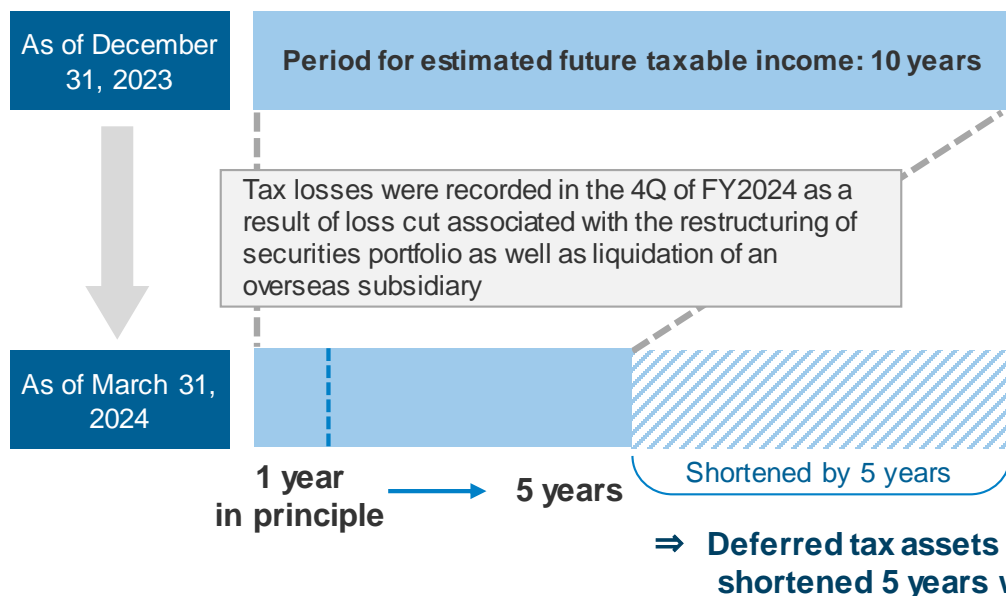 As of December
31, 2023
Period for estimated future taxable income: 10 years
Tax losses were recorded in the 4Q of FY2024 as a
result of loss cut associated with the restructuring of
securities portfolio as well as liquidation of an
overseas subsidiary
As of March 31,
2024
1 year
in principle
5 years
Shortened by 5 years
⇒ Deferred tax assets
shortened 5 years